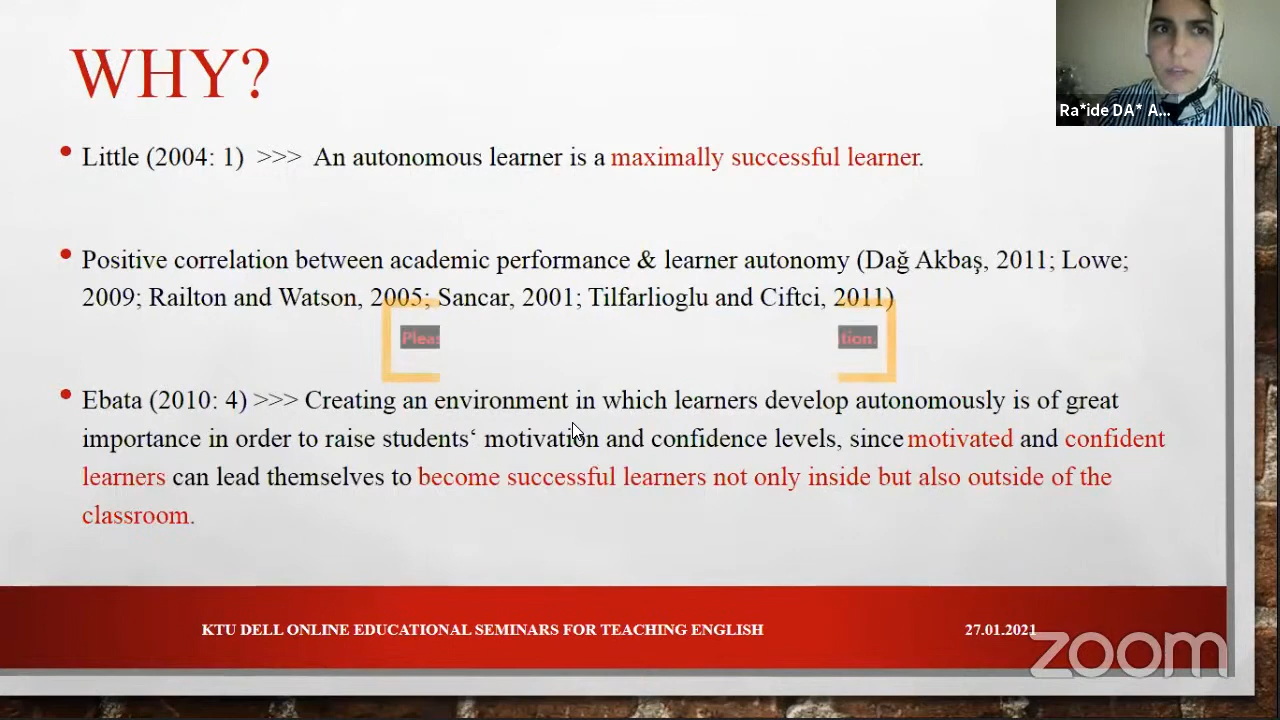 WHY?
Ra*ide DA* A...
• Little (2004: 1) >>> An autonomous learner is a maximally successful learner.
• Positive correlation between academic performance & learner autonomy (Dağ Akbaş, 2011; Lowe;
2009; Railton and Watson, 2005; Sancar, 2001; Tilfarlioglu and Ciftci, 2011)
• Ebata (2010: 4) >>> Creating an environment in which learners develop autonomously is of great
importance in order to raise students‘ motivation and confidence levels, since motivated and confident
learners can lead themselves to become successful learners not only inside but also outside of the
classroom.
KTU DELL ONLINE EDUCATIONAL SEMINARS FOR TEACHING ENGLISH 27.01.2021
zoom